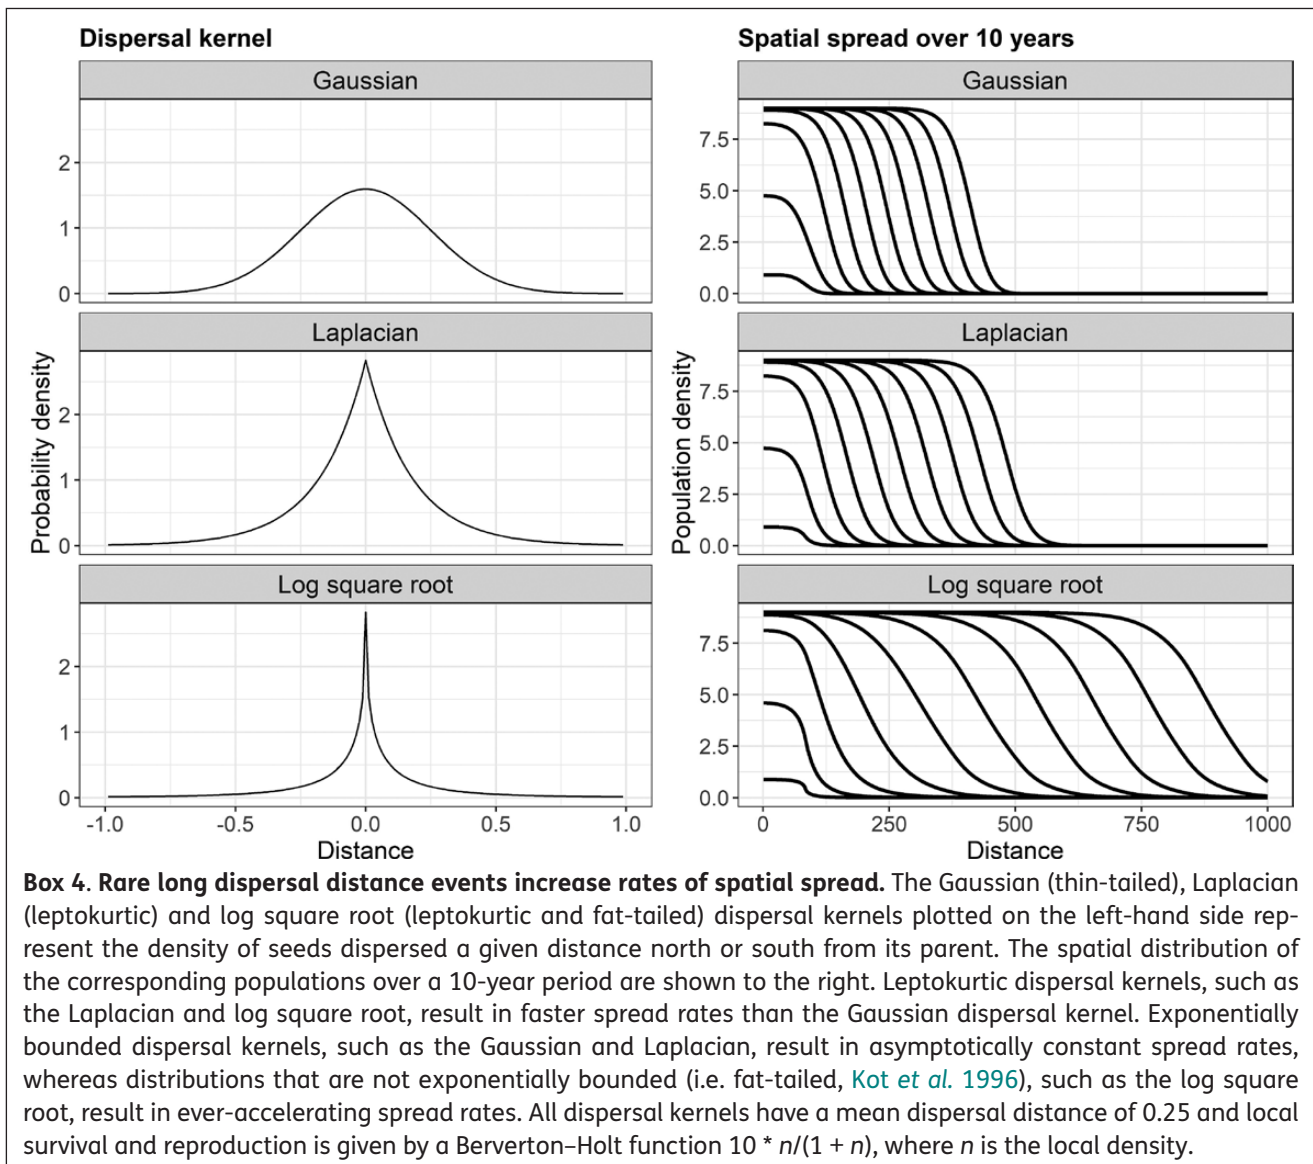 Dispersal kernel
Gaussian
2
1
0
Laplacian
2
1
0
Log square root
2
1
0
-1.0 -0.5 0.0 0.5 1.0
Distance
Probability density
Spatial spread over 10 years
Gaussian
7.5
5.0
2.5
0.0
Laplacian
7.5
5.0
2.5
0.0
Log square root
7.5
5.0
2.5
0.0
0 250 500 750 1000
Distance
Population density
Box 4. Rare long dispersal distance events increase rates of spatial spread. The Gaussian (thin-tailed), Laplacian
(leptokurtic) and log square root (leptokurtic and fat-tailed) dispersal kernels plotted on the left-hand side rep-
resent the density of seeds dispersed a given distance north or south from its parent. The spatial distribution of
the corresponding populations over a 10-year period are shown to the right. Leptokurtic dispersal kernels, such as
the Laplacian and log square root, result in faster spread rates than the Gaussian dispersal kernel. Exponentially
bounded dispersal kernels, such as the Gaussian and Laplacian, result in asymptotically constant spread rates,
whereas distributions that are not exponentially bounded (i.e. fat-tailed, Kot et al. 1996), such as the log square
root, result in ever-accelerating spread rates. All dispersal kernels have a mean dispersal distance of 0.25 and local
survival and reproduction is given by a Berverton–Holt function 10 * n/(1 + n), where n is the local density.